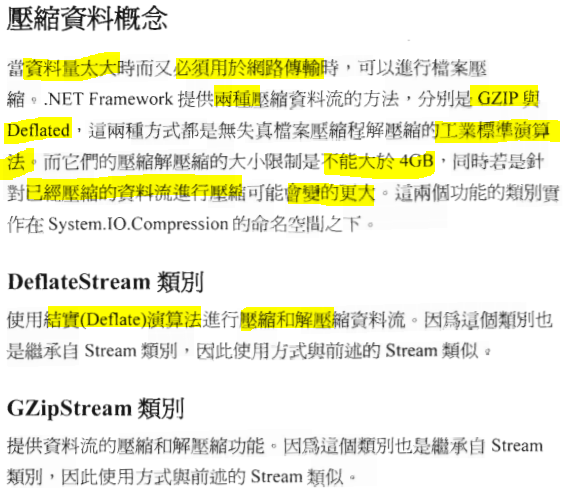 壓縮資料概念
當資料量太大時而又必須用於網路傳輸時，可以進行檔案壓
縮。.NET Framework 提供兩種壓縮資料流的方法，分別是 GZIP 與
Deflated，這兩種方式都是無失真檔案壓縮程解壓縮的工業標準演算
法。而它們的壓縮解壓縮的大小限制是不能大於 4GB，同時若是針
對已經壓縮的資料流進行壓縮可能會變的更大。這兩個功能的類別實
作在 System.IO.Compression 的命名空間之下。
DeflateStream 類別
使用結實(Deflate)演算法進行壓縮和解壓縮資料流。因為這個類別也
是繼承自 Stream 類別，因此使用方式與前述的 Stream 類似。
GZipStream 類別
提供資料流的壓縮和解壓縮功能。因為這個類別也是繼承自 Stream
類別，因此使用方式與前述的 Stream 類似。